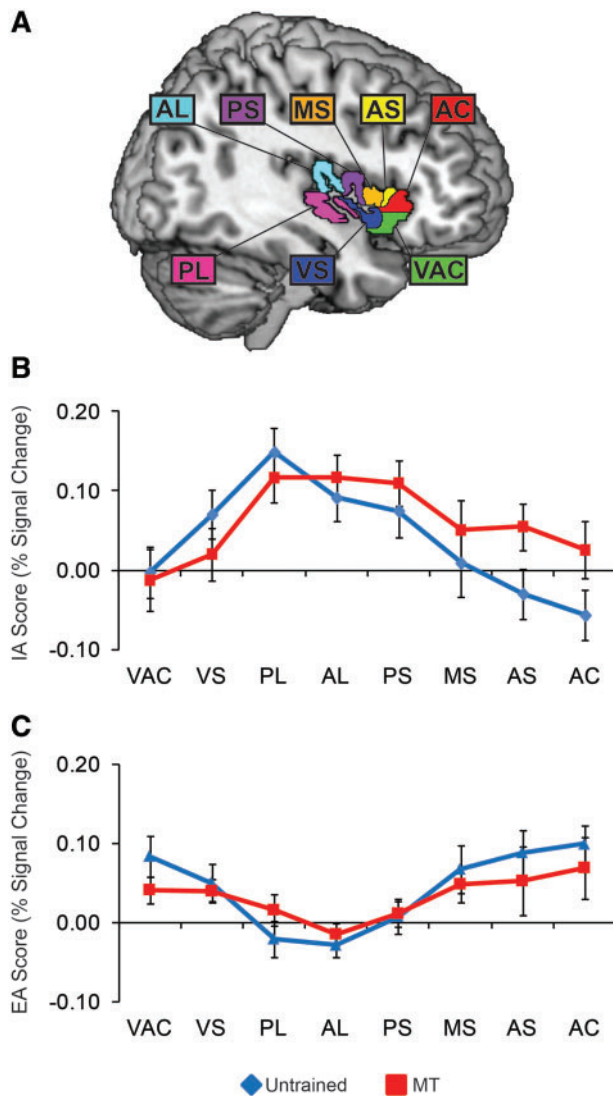 A
AL PS MS AS AC
PL VS VAC
B
IA Score (% Signal Change)
0.20
0.10
0.00
-0.10
VAC VS PL AL PS MS AS AC
C
EA Score (% Signal Change)
0.20
0.10
0.00
-0.10
VAC VS PL AL PS MS AS AC
Untrained MT